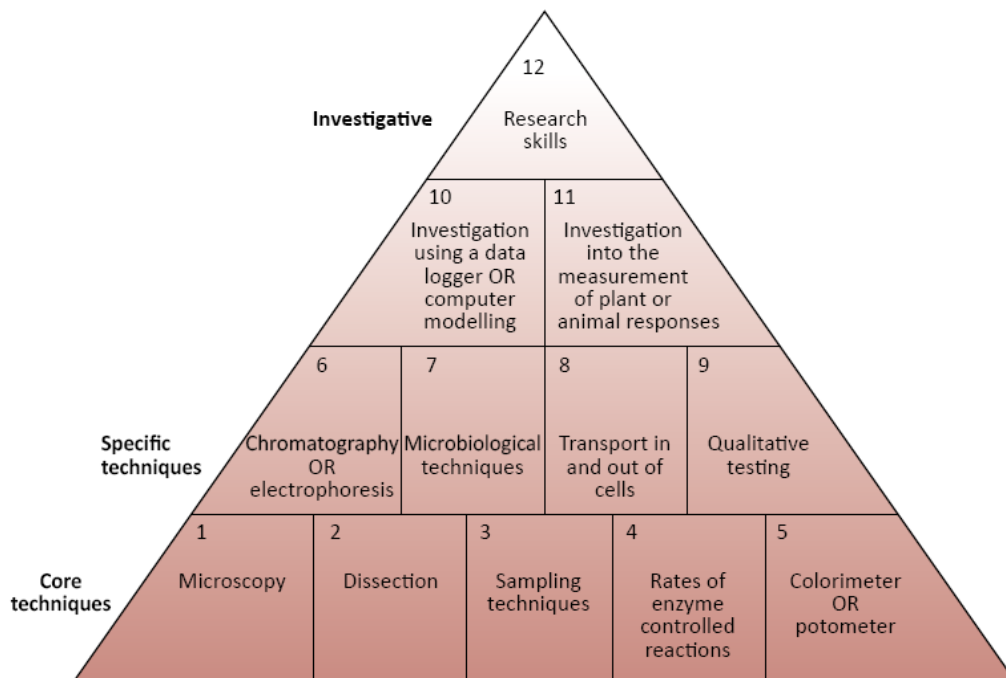 12
Investigative
Research
skills
10
Investigation
using a data
logger OR
computer
modelling
11
Investigation
into the
measurement
of plant or
animal responses
Specific
techniques
6
Chromatography
OR
electrophoresis
7
Microbiological
techniques
8
Transport in
and out of
cells
9
Qualitative
testing
Core
techniques
1
Microscopy
2
Dissection
3
Sampling
techniques
4
Rates of
enzyme
controlled
reactions
5
Colorimeter
OR
potometer